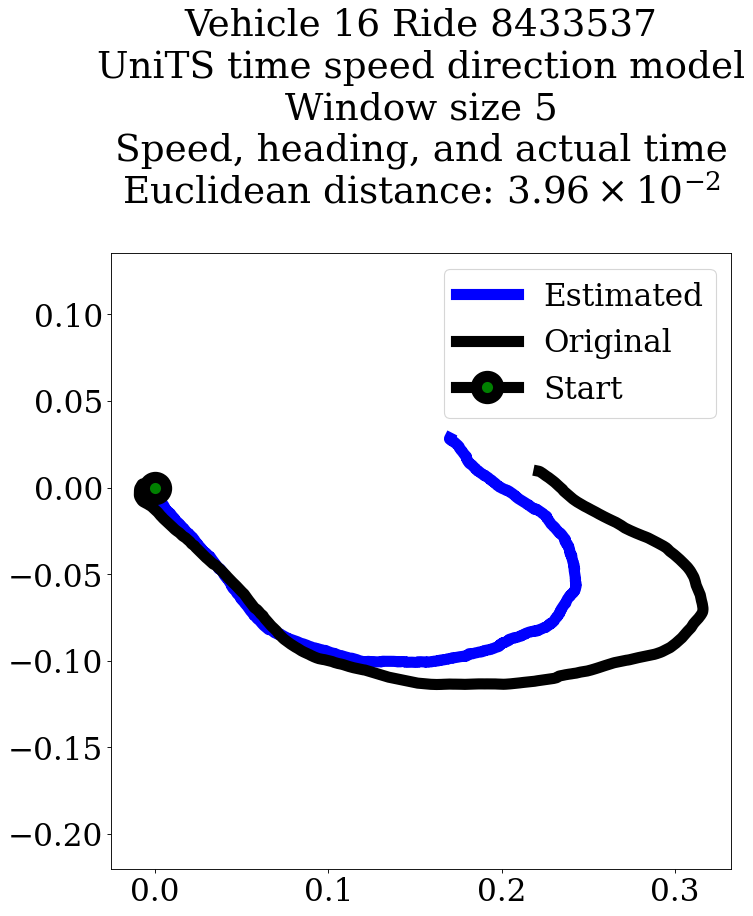 Vehicle 16 Ride 8433537
UniTS time speed direction model
Window size 5
Speed, heading, and actual time
Euclidean distance: 3.96 × 10⁻²
Estimated
Original
Start
0.10
0.05
0.00
−0.05
−0.10
−0.15
−0.20
0.0 0.1 0.2 0.3